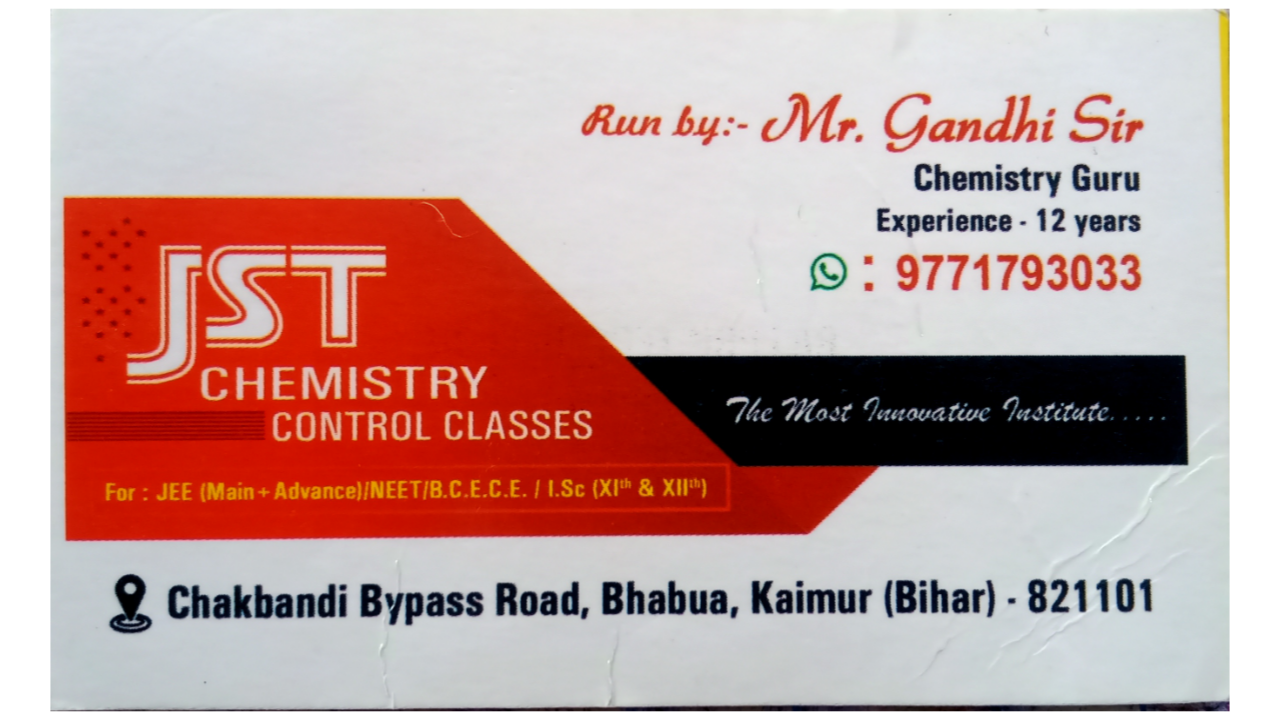 Run by:- Mr. Gandhi Sir
Chemistry Guru
Experience - 12 years
: 9771793033
JST
CHEMISTRY
CONTROL CLASSES
The Most Innovative Institute.....
For : JEE (Main + Advance)/NEET/B.C.E.C.E. / I.Sc (XIth & XIIth)
Chakbandi Bypass Road, Bhabua, Kaimur (Bihar) - 821101